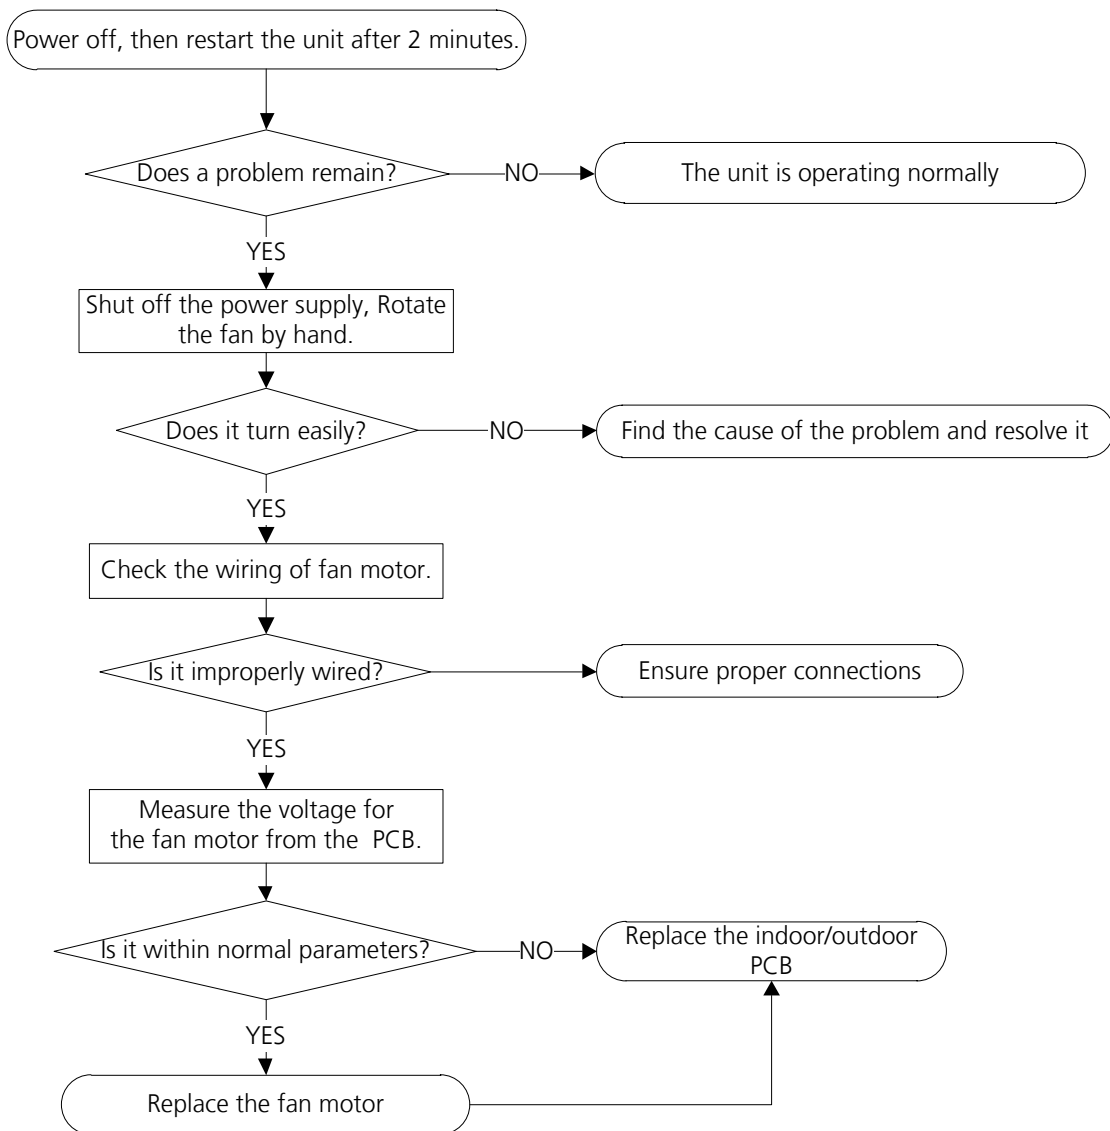 Power off, then restart the unit after 2 minutes.
Does a problem remain?
NO
The unit is operating normally
YES
Shut off the power supply, Rotate
the fan by hand.
Does it turn easily?
NO
Find the cause of the problem and resolve it
YES
Check the wiring of fan motor.
Is it improperly wired?
Ensure proper connections
YES
Measure the voltage for
the fan motor from the PCB.
Is it within normal parameters?
NO
Replace the indoor/outdoor
PCB
YES
Replace the fan motor